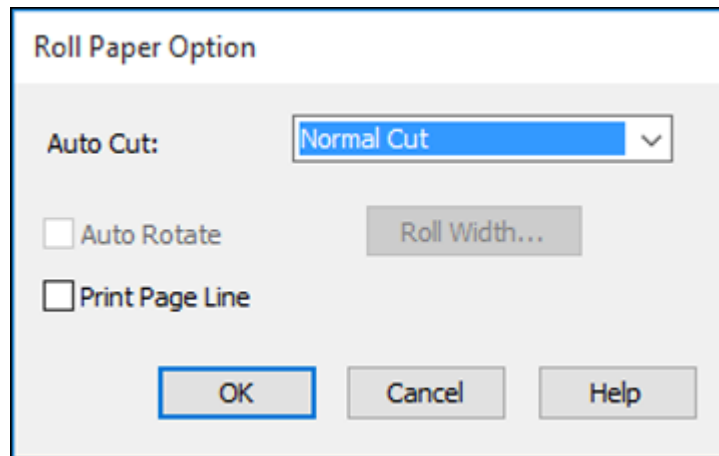 Roll Paper Option
Auto Cut: Normal Cut
Auto Rotate Roll Width...
Print Page Line
OK Cancel Help